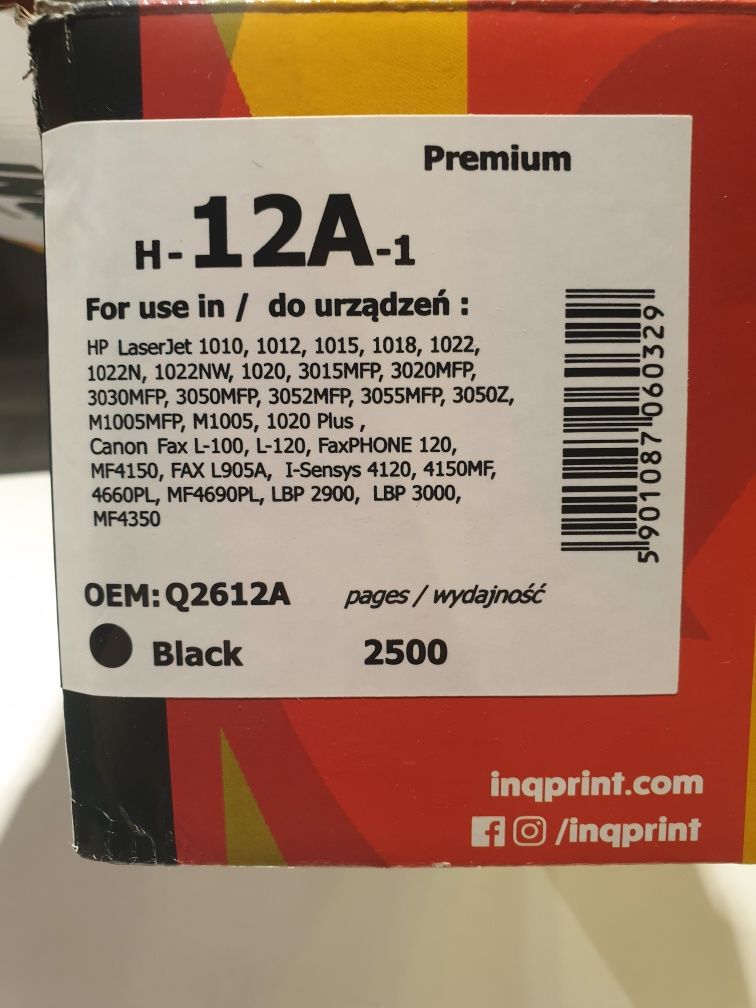 Premium
H-12A-1
For use in / do urządzeń :
HP LaserJet 1010, 1012, 1015, 1018, 1022,
1022N, 1022NW, 1020, 3015MFP, 3020MFP,
3030MFP, 3050MFP, 3052MFP, 3055MFP, 3050Z,
M1005MFP, M1005, 1020 Plus ,
Canon Fax L-100, L-120, FaxPHONE 120,
MF4150, FAX L905A, I-Sensys 4120, 4150MF,
4660PL, MF4690PL, LBP 2900, LBP 3000,
MF4350
5901087060329
OEM: Q2612A pages / wydajność
Black 2500
inqprint.com
/inqprint